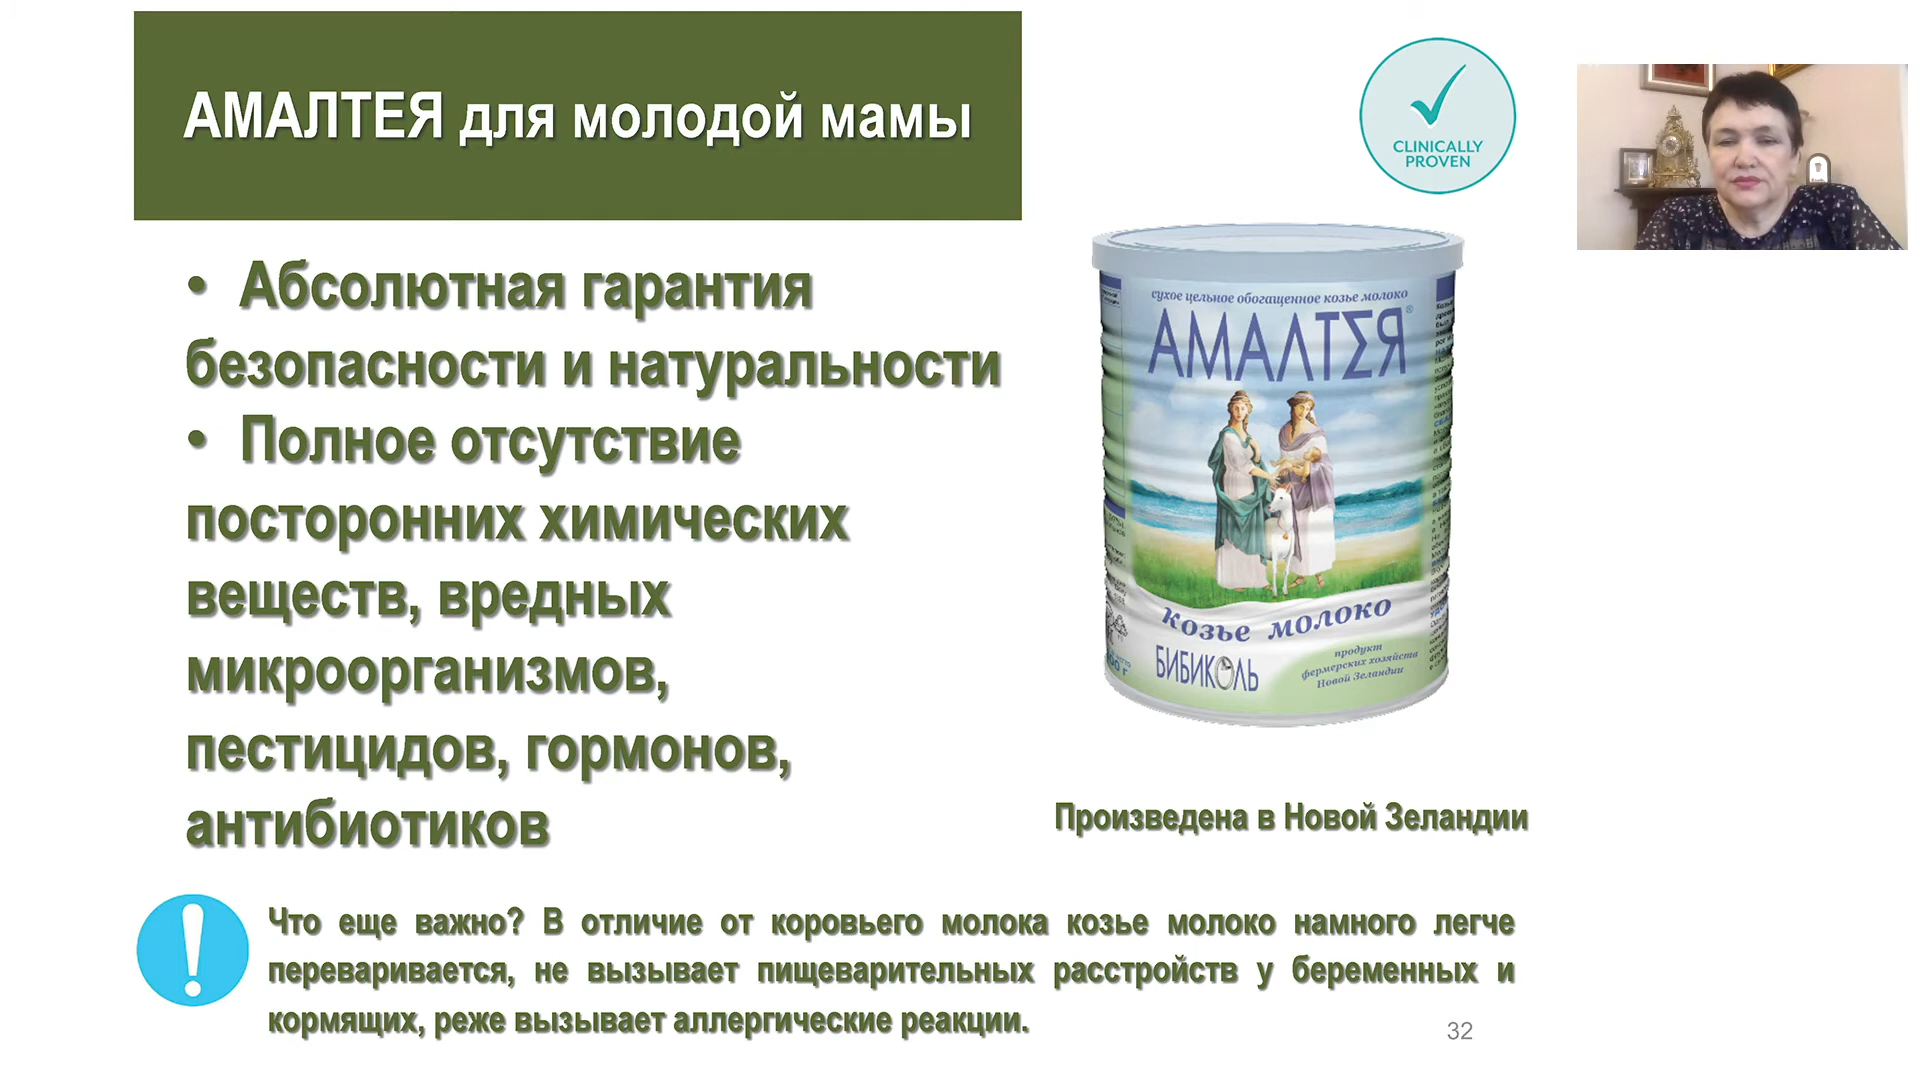 АМАЛТЕЯ для молодой мамы
CLINICALLY
PROVEN
• Абсолютная гарантия
безопасности и натуральности
• Полное отсутствие
посторонних химических
веществ, вредных
микроорганизмов,
пестицидов, гормонов,
антибиотиков
сухое цельное обогащенное козье молоко
АМАЛТЕЯ®
козье молоко
БИБИКОЛЬ
продукт
фермерских хозяйств
Новой Зеландии
Произведена в Новой Зеландии
Что еще важно? В отличие от коровьего молока козье молоко намного легче
переваривается, не вызывает пищеварительных расстройств у беременных и
кормящих, реже вызывает аллергические реакции.
32